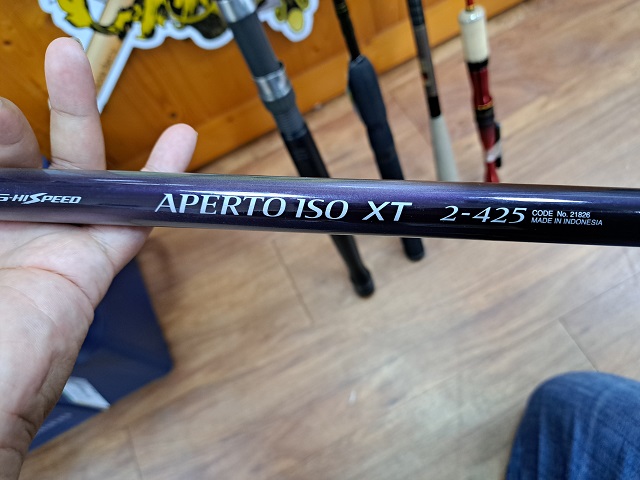 S-HISPEED
APERTO ISO XT 2-425
CODE No. 21826
MADE IN INDONESIA